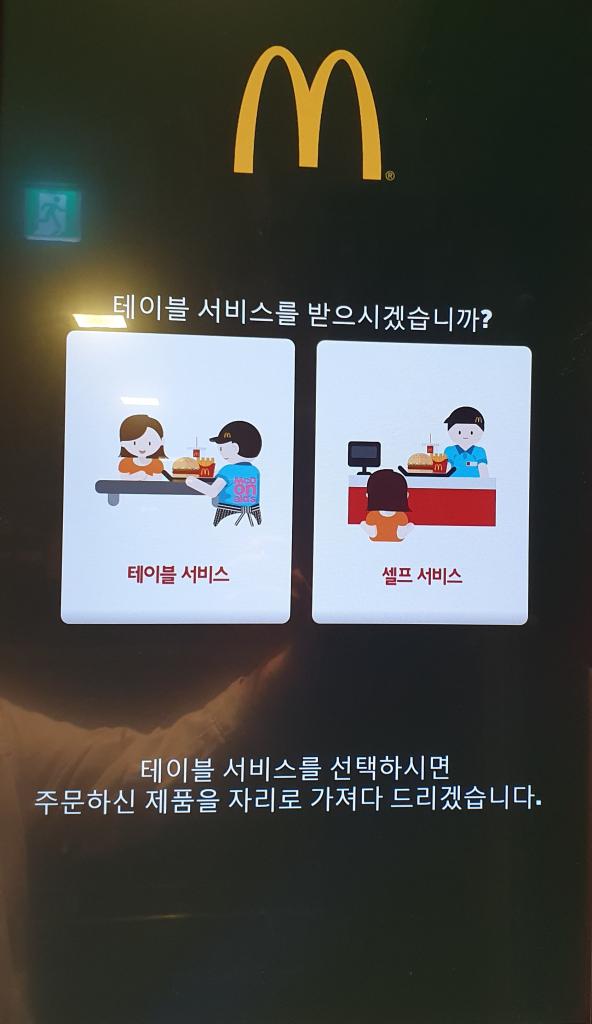 테이블 서비스를 받으시겠습니까?
테이블 서비스
셀프 서비스
테이블 서비스를 선택하시면
주문하신 제품을 자리로 가져다 드리겠습니다.